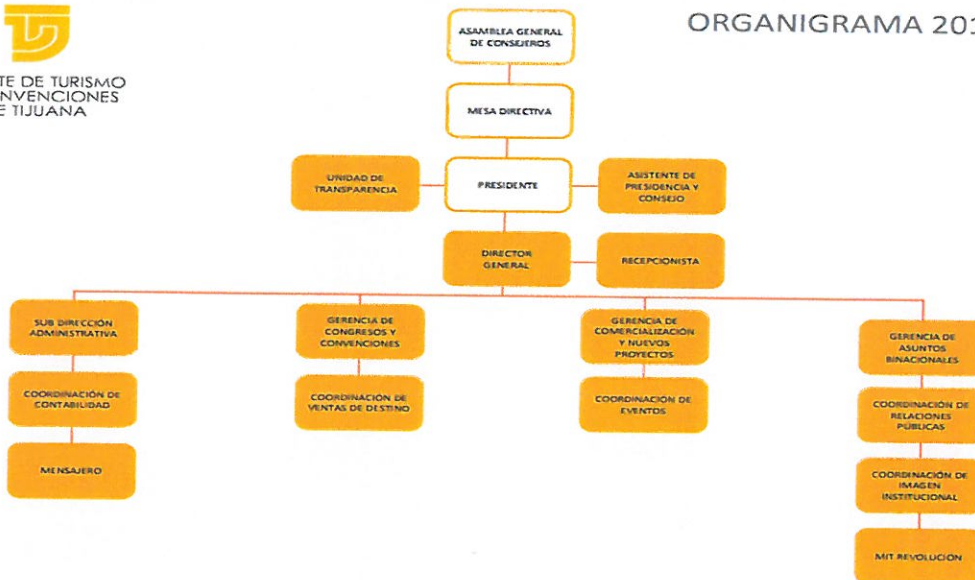 ORGANIGRAMA 201
TE DE TURISMO
NVENCIONES
E TIJUANA
ASAMBLEA GENERAL
DE CONSEJEROS
MESA DIRECTIVA
UNIDAD DE
TRANSPARENCIA
PRESIDENTE
ASISTENTE DE
PRESIDENCIA Y
CONSEJO
DIRECTOR
GENERAL
RECEPCIONISTA
SUB DIRECCIÓN
ADMINISTRATIVA
GERENCIA DE
CONGRESOS Y
CONVENCIONES
GERENCIA DE
COMERCIALIZACIÓN
Y NUEVOS
PROYECTOS
GERENCIA DE
ASUNTOS
BINACIONALES
COORDINACIÓN DE
CONTABILIDAD
COORDINACIÓN DE
VENTAS DE DESTINO
COORDINACIÓN DE
EVENTOS
COORDINACIÓN DE
RELACIONES
PÚBLICAS
MENSAJERO
COORDINACIÓN DE
IMAGEN
INSTITUCIONAL
MIT REVOLUCION